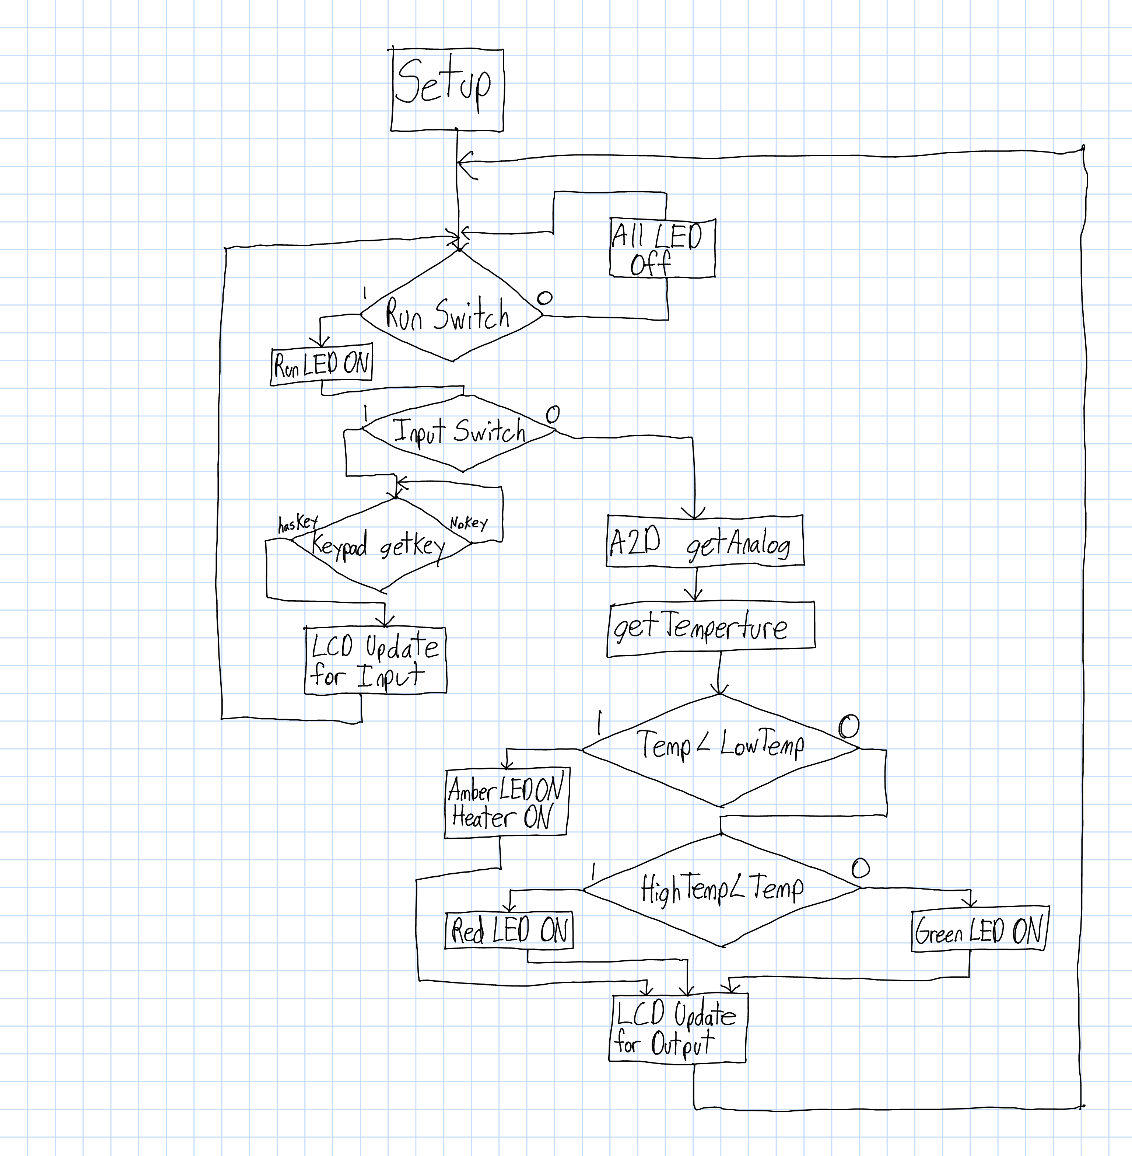 Setup
All LED
Off
1
0
Run Switch
Run LED ON
1
0
Input Switch
hasKey
NoKey
Keypad getKey
A2D getAnalog
LCD Update
for Input
getTemperture
1
0
Temp < LowTemp
Amber LED ON
Heater ON
1
0
HighTemp < Temp
Red LED ON
Green LED ON
LCD Update
for Output